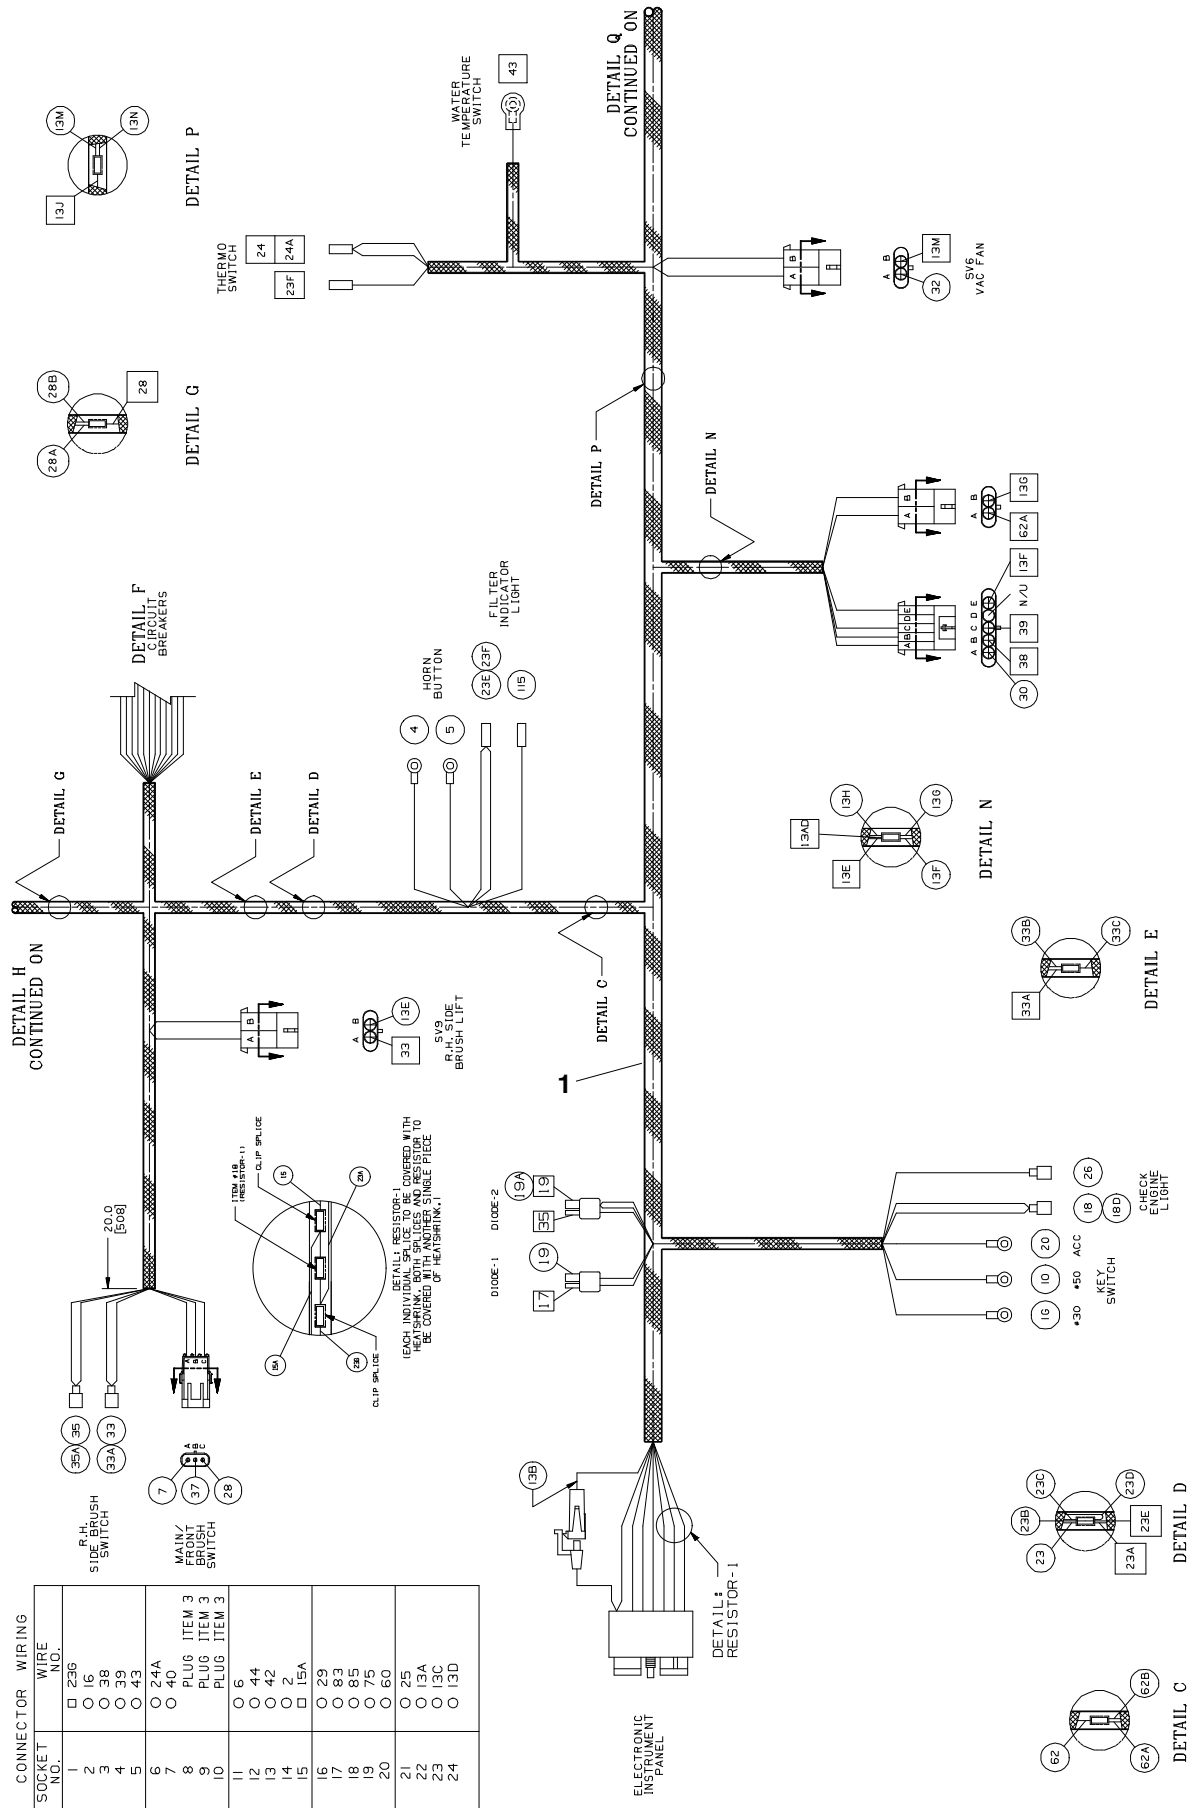 CONNECTOR WIRING
SOCKET NO. WIRE NO.
1 □ 23G
2 ○ 16
3 ○ 38
4 ○ 39
5 ○ 43
6 ○ 24A
7 ○ 40
8 PLUG ITEM 3
9 PLUG ITEM 3
10 PLUG ITEM 3
11 ○ 6
12 ○ 44
13 ○ 42
14 ○ 2
15 □ 15A
16 ○ 29
17 ○ 83
18 ○ 85
19 ○ 75
20 ○ 60
21 ○ 25
22 ○ 13A
23 ○ 13C
24 ○ 13D
R.H.
SIDE BRUSH
SWITCH
35A 35
33A 33
MAIN/
FRONT
BRUSH
SWITCH
7
37
28
A
B
C
A
B
C
20.0
[508]
ITEM #18
(RESISTOR-1)
CLIP SPLICE
15
23A
15A
23B
CLIP SPLICE
DETAIL: RESISTOR-1
(EACH INDIVIDUAL SPLICE TO BE COVERED WITH
HEATSHRINK. BOTH SPLICES AND RESISTOR TO
BE COVERED WITH ANOTHER SINGLE PIECE
OF HEATSHRINK.)
DETAIL H
CONTINUED ON
A B
A B
33
13E
SV9
R.H. SIDE
BRUSH LIFT
DETAIL F
CIRCUIT
BREAKERS
DETAIL G
DETAIL E
DETAIL D
DETAIL C
HORN
BUTTON
4
5
FILTER
INDICATOR
LIGHT
23E 23F
115
28A
28B
28
DETAIL G
13M
13N
13J
DETAIL P
THERMO
SWITCH
24 24A
23F
WATER
TEMPERATURE
SWITCH
43
DETAIL Q
CONTINUED ON
ELECTRONIC
INSTRUMENT
PANEL
13B
DETAIL:
RESISTOR-1
DIODE-1
17
19
DIODE-2
35
19
19A
1
DETAIL P
DETAIL N
A B
A B
32
13M
SV6
VAC FAN
A B C D E
A B C D E
30
38
39
N/U
13F
A B
A B
62A
13G
16
#30
10
#50
20
ACC
KEY
SWITCH
18 18D
26
CHECK
ENGINE
LIGHT
62
62A
62B
DETAIL C
23
23B
23C
23D
23A
23E
DETAIL D
33A
33B
33C
DETAIL E
13AD
13E
13H
13F
13G
DETAIL N